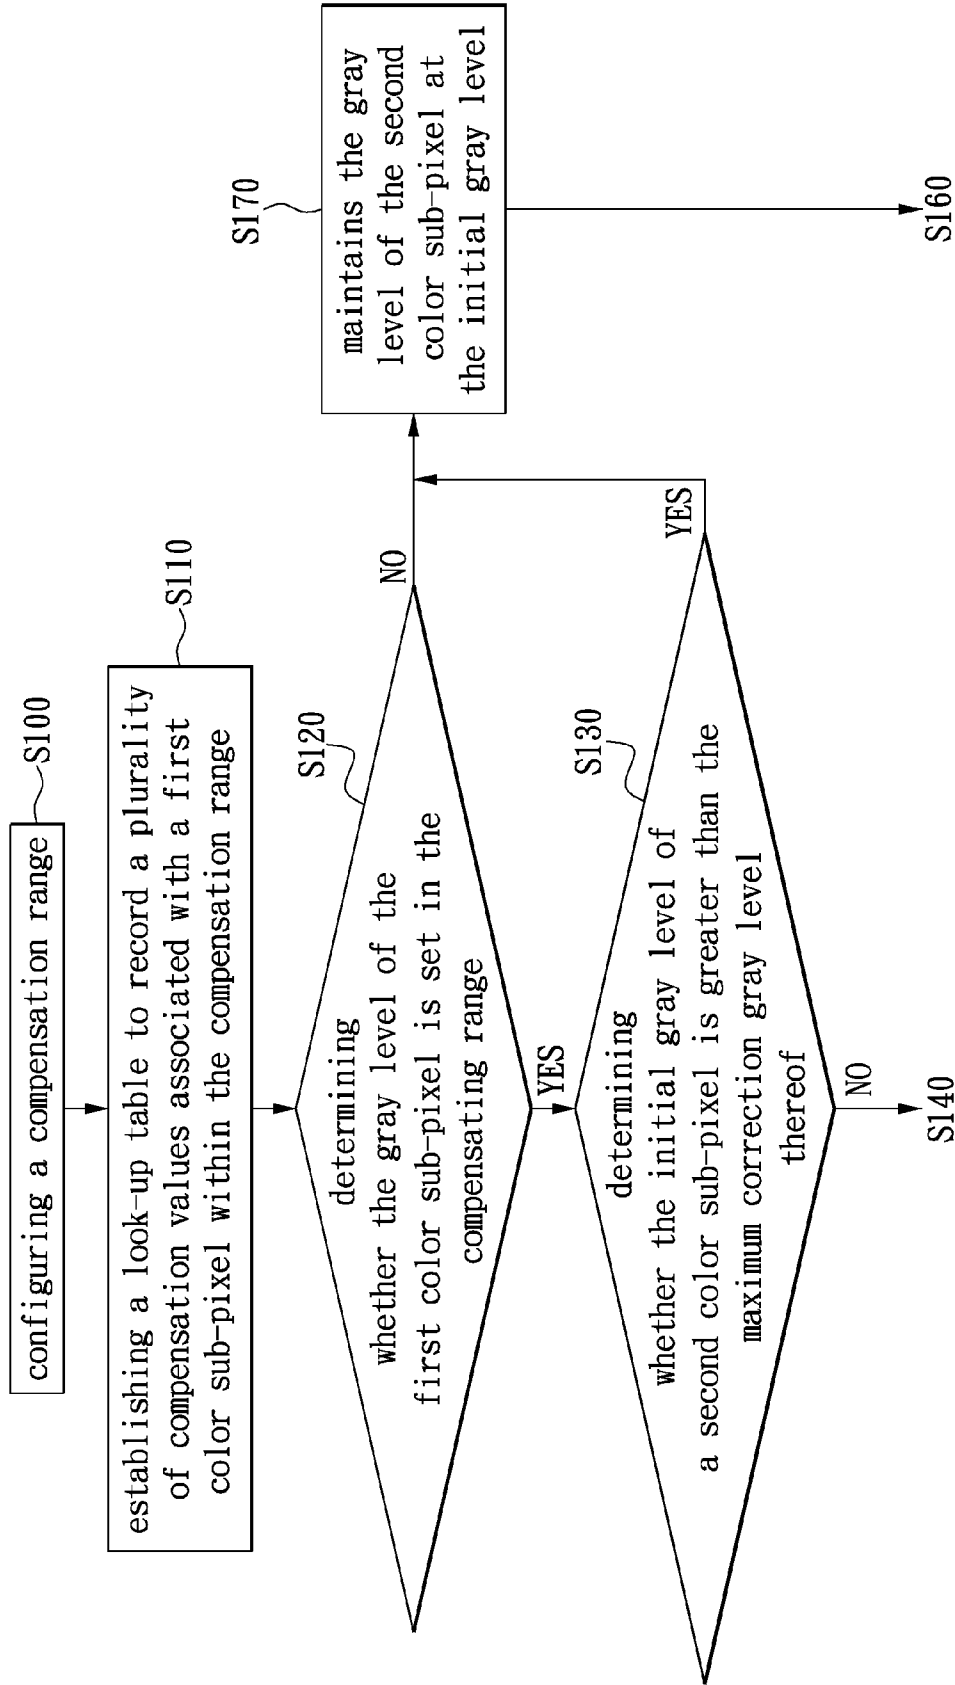 configuring a compensation range
S100
establishing a look-up table to record a plurality
of compensation values associated with a first
color sub-pixel within the compensation range
S110
determining
whether the gray level of the
first color sub-pixel is set in the
compensating range
S120
NO
YES
maintains the gray
level of the second
color sub-pixel at
the initial gray level
S170
determining
whether the initial gray level of
a second color sub-pixel is greater than the
maximum correction gray level
thereof
S130
YES
NO
S140
S160